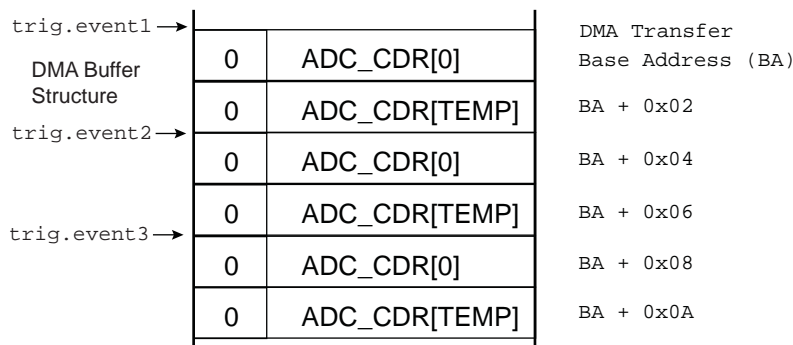 trig.event1
DMA Transfer
0 ADC_CDR[0] Base Address (BA)
DMA Buffer
Structure
0 ADC_CDR[TEMP] BA + 0x02
trig.event2
0 ADC_CDR[0] BA + 0x04
0 ADC_CDR[TEMP] BA + 0x06
trig.event3
0 ADC_CDR[0] BA + 0x08
0 ADC_CDR[TEMP] BA + 0x0A